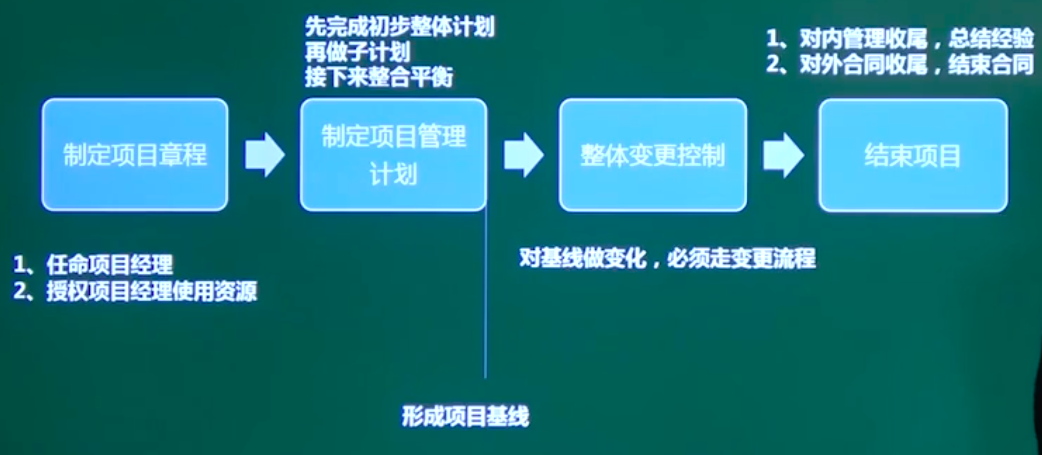 先完成初步整体计划
再做子计划
接下来整合平衡
1、对内管理收尾，总结经验
2、对外合同收尾，结束合同
制定项目章程
制定项目管理
计划
整体变更控制
结束项目
1、任命项目经理
2、授权项目经理使用资源
对基线做变化，必须走变更流程
形成项目基线